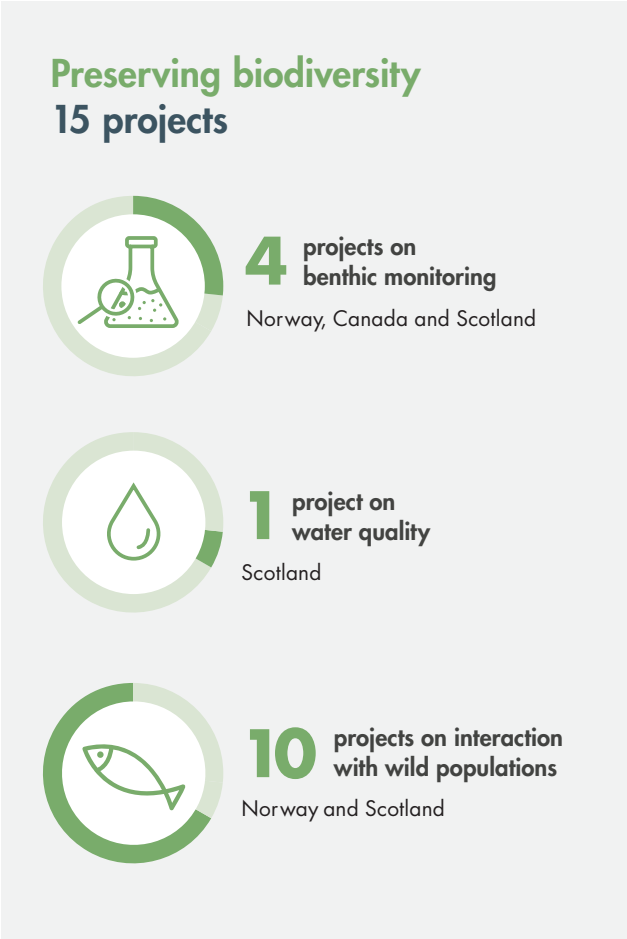 Preserving biodiversity
15 projects
4 projects on
benthic monitoring
Norway, Canada and Scotland
1 project on
water quality
Scotland
10 projects on interaction
with wild populations
Norway and Scotland